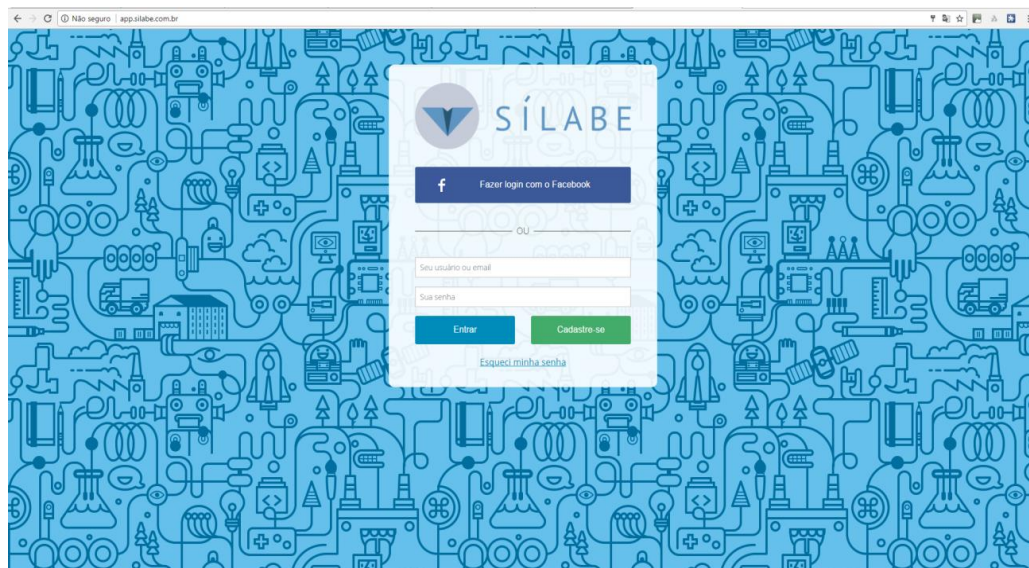 Não seguro | app.silabe.com.br
SÍLABE
f Fazer login com o Facebook
OU
Seu usuário ou email
Sua senha
Entrar Cadastre-se
Esqueci minha senha